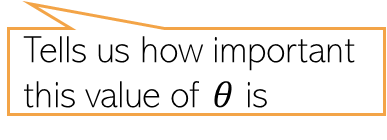 Tells us how important
this value of θ is